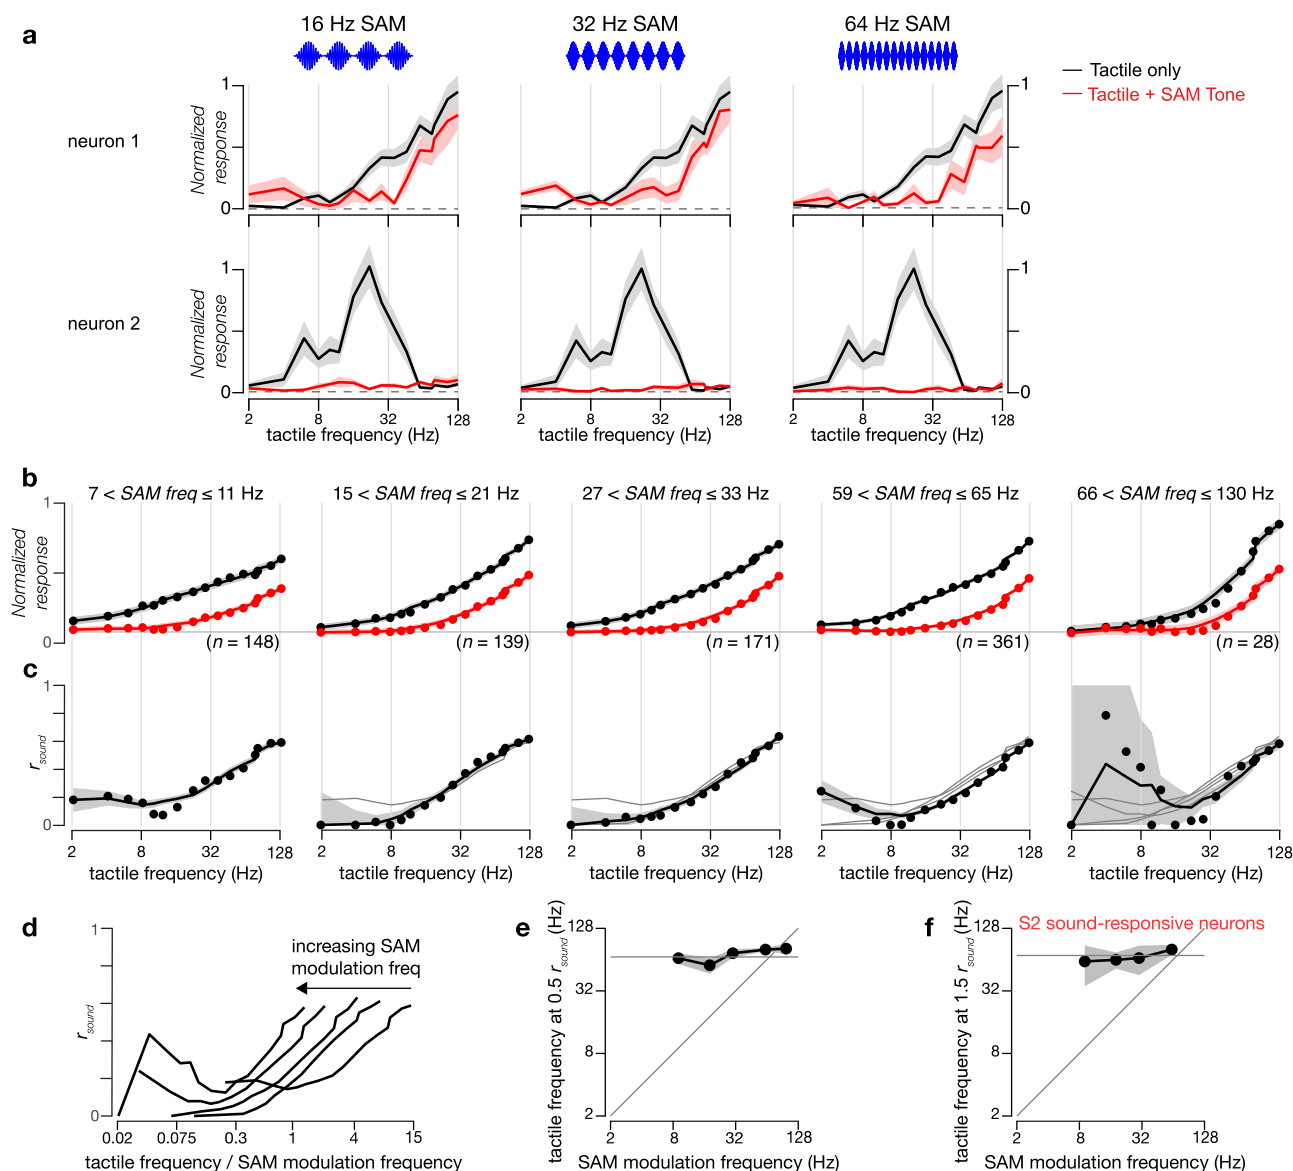 a
16 Hz SAM
32 Hz SAM
64 Hz SAM
Tactile only
Tactile + SAM Tone
neuron 1
Normalized
response
1
0
1
0
neuron 2
Normalized
response
1
0
1
0
2 8 32 128
2 8 32 128
2 8 32 128
tactile frequency (Hz)
tactile frequency (Hz)
tactile frequency (Hz)
b
7 < SAM freq ≤ 11 Hz
15 < SAM freq ≤ 21 Hz
27 < SAM freq ≤ 33 Hz
59 < SAM freq ≤ 65 Hz
66 < SAM freq ≤ 130 Hz
Normalized
response
1
0
(n = 148)
(n = 139)
(n = 171)
(n = 361)
(n = 28)
c
r sound
1
0
2 8 32 128
2 8 32 128
2 8 32 128
2 8 32 128
2 8 32 128
tactile frequency (Hz)
tactile frequency (Hz)
tactile frequency (Hz)
tactile frequency (Hz)
tactile frequency (Hz)
d
r sound
1
0
increasing SAM
modulation freq
0.02 0.075 0.3 1 4 15
tactile frequency / SAM modulation frequency
e
tactile frequency at 0.5 r sound (Hz)
128
32
8
2
2 8 32 128
SAM modulation frequency (Hz)
f
S2 sound-responsive neurons
tactile frequency at 1.5 r sound (Hz)
128
32
8
2
2 8 32 128
SAM modulation frequency (Hz)